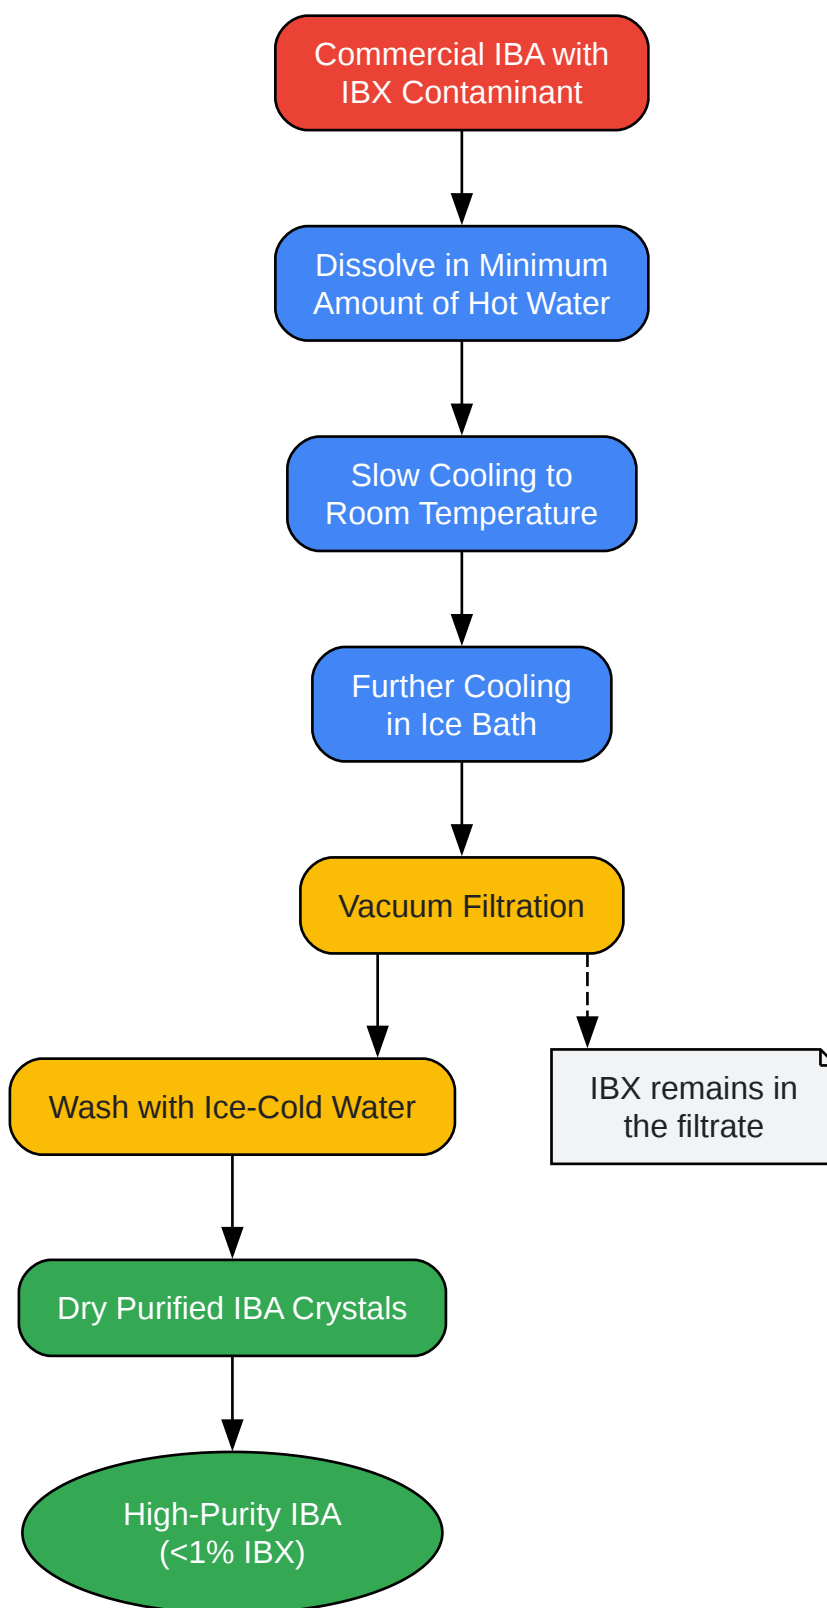 Commercial IBA with
IBX Contaminant
Dissolve in Minimum
Amount of Hot Water
Slow Cooling to
Room Temperature
Further Cooling
in Ice Bath
Vacuum Filtration
Wash with Ice-Cold Water
IBX remains in
the filtrate
Dry Purified IBA Crystals
High-Purity IBA
(<1% IBX)